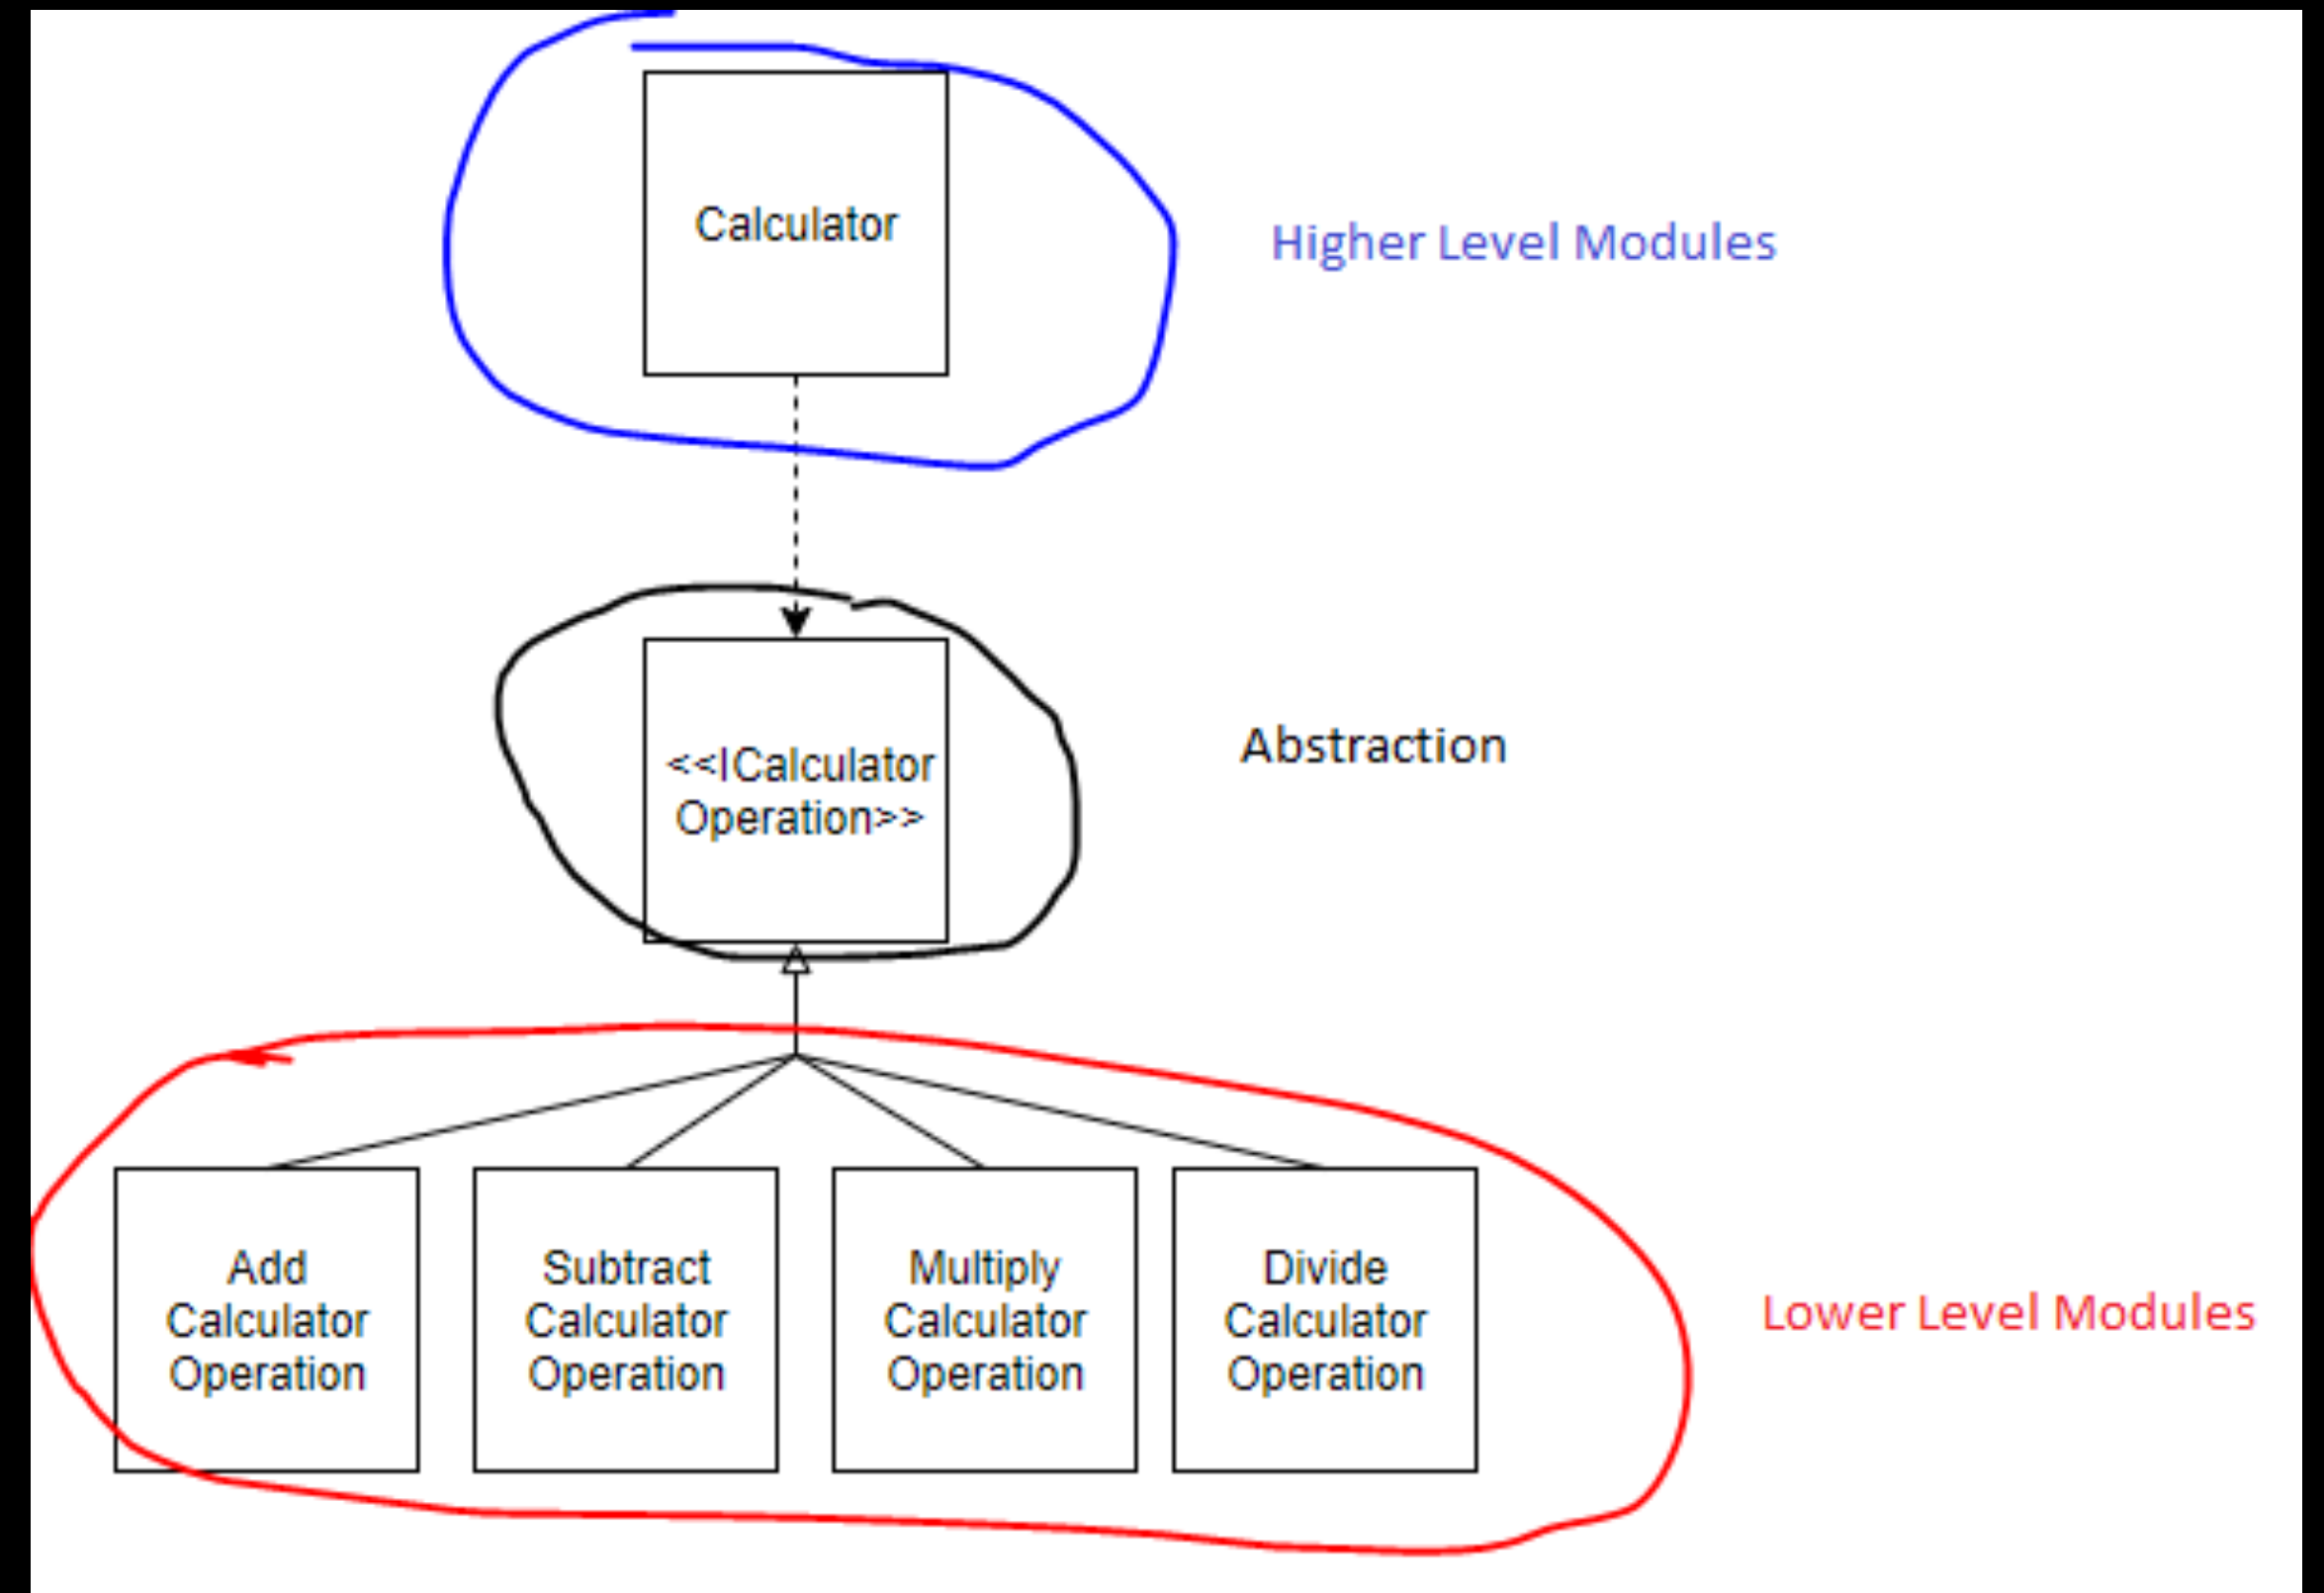 Calculator
Higher Level Modules
<<ICalculator
Operation>>
Abstraction
Add
Calculator
Operation
Subtract
Calculator
Operation
Multiply
Calculator
Operation
Divide
Calculator
Operation
Lower Level Modules